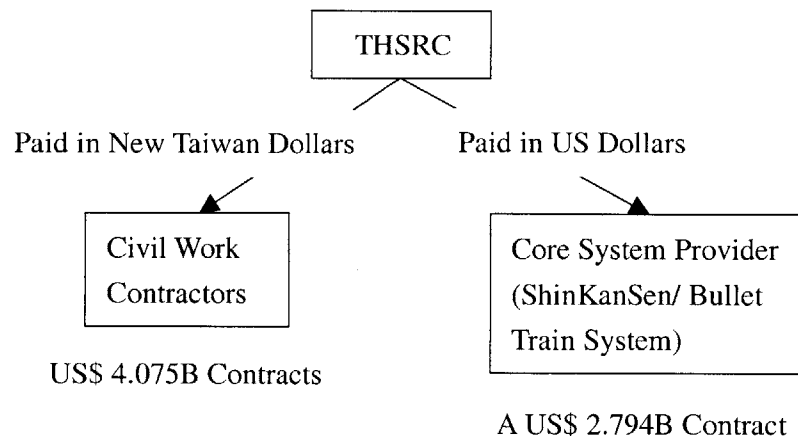 THSRC
Paid in New Taiwan Dollars
Paid in US Dollars
Civil Work
Contractors
Core System Provider
(ShinKanSen/ Bullet
Train System)
US$ 4.075B Contracts
A US$ 2.794B Contract